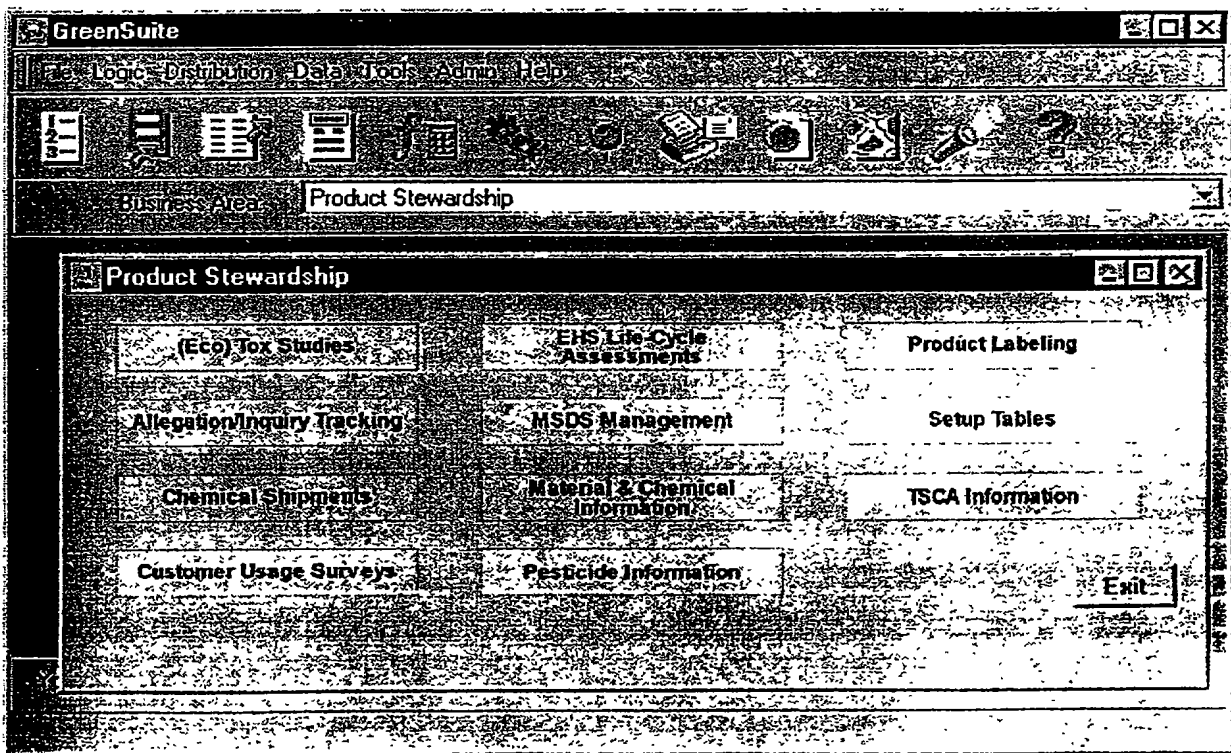 GreenSuite
File Logic Distribution Data Tools Admin Help
Business Area: Product Stewardship
Product Stewardship
(Eco) Tox Studies
EHS Life-Cycle
Assessments
Product Labeling
Allegation/Inquiry Tracking
MSDS Management
Setup Tables
Chemical Shipments
Material & Chemical
Information
TSCA Information
Customer Usage Surveys
Pesticide Information
Exit